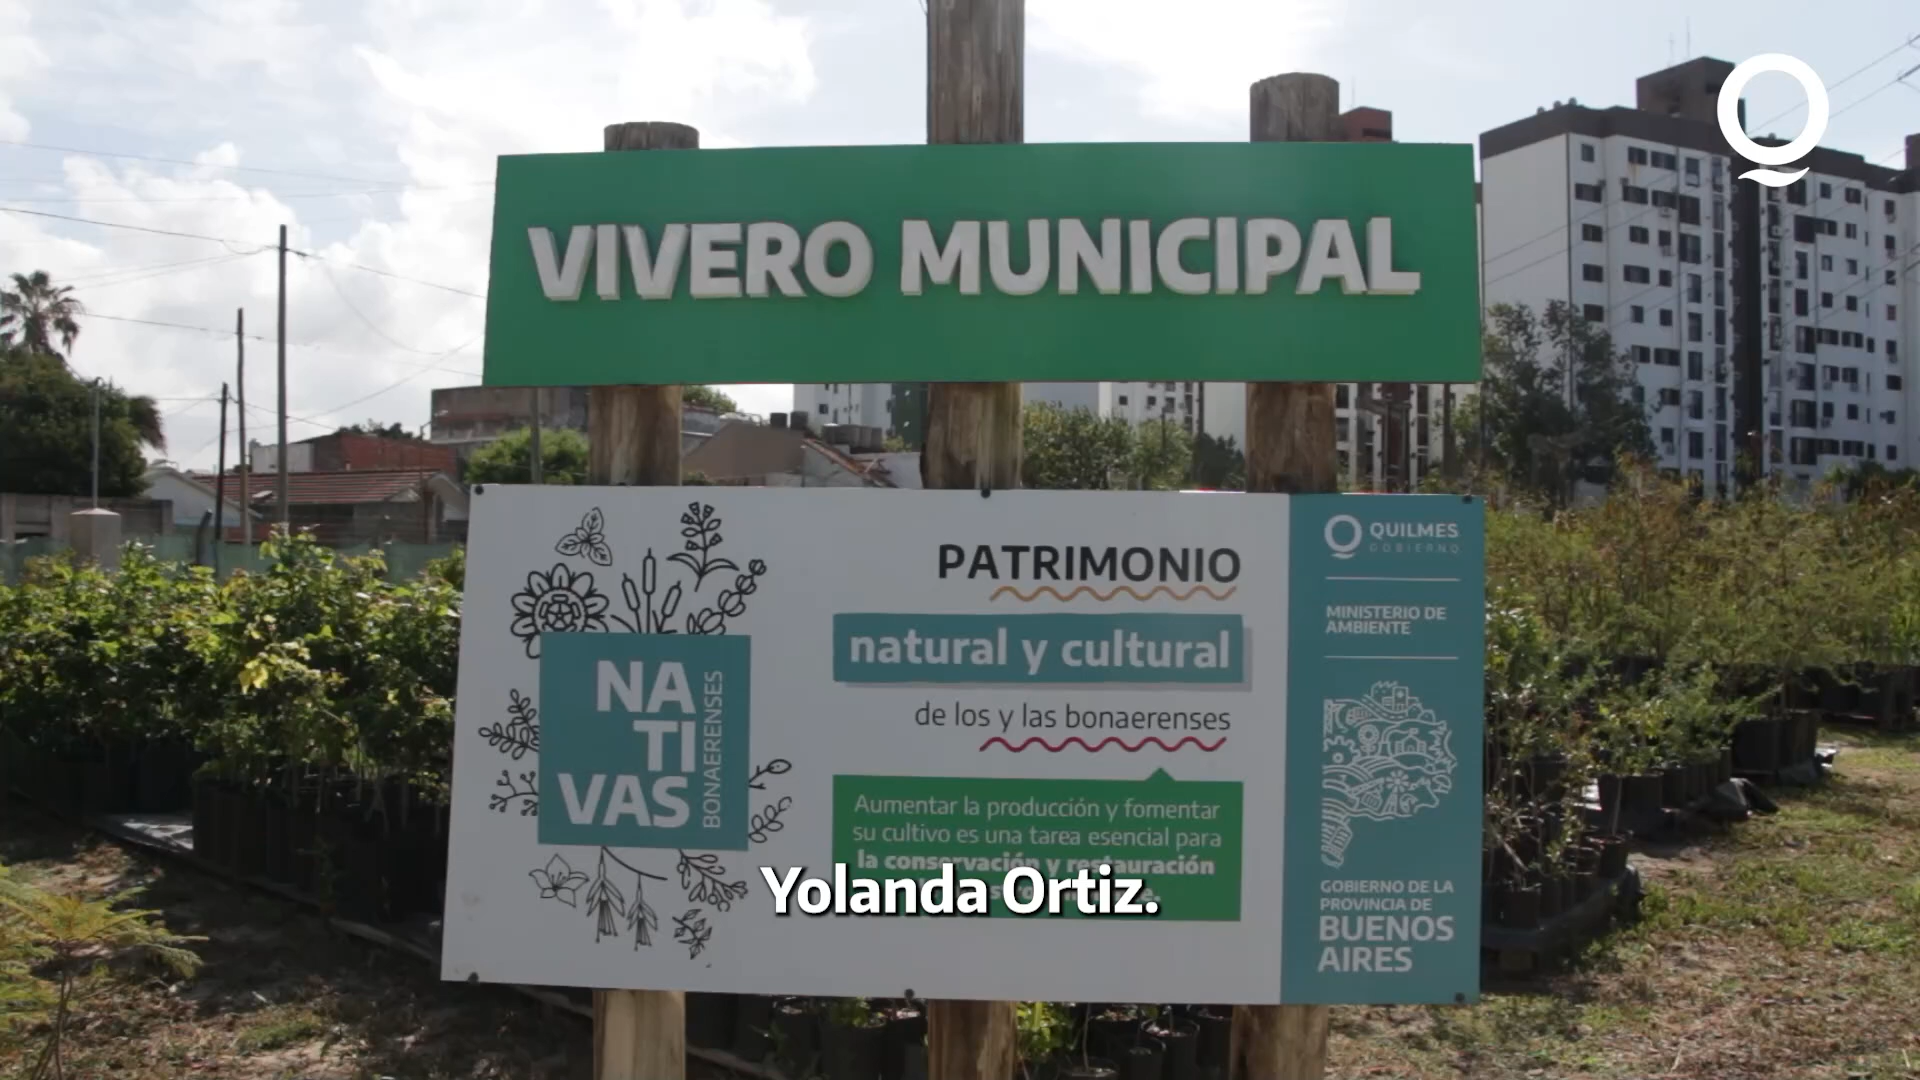 VIVERO MUNICIPAL
NA
TI
VAS
BONAERENSES
PATRIMONIO
natural y cultural
de los y las bonaerenses
Aumentar la producción y fomentar
su cultivo es una tarea esencial para
la conservación y restauración
QUILMES
GOBIERNO
MINISTERIO DE
AMBIENTE
GOBIERNO DE LA
PROVINCIA DE
BUENOS
AIRES
Yolanda Ortiz.